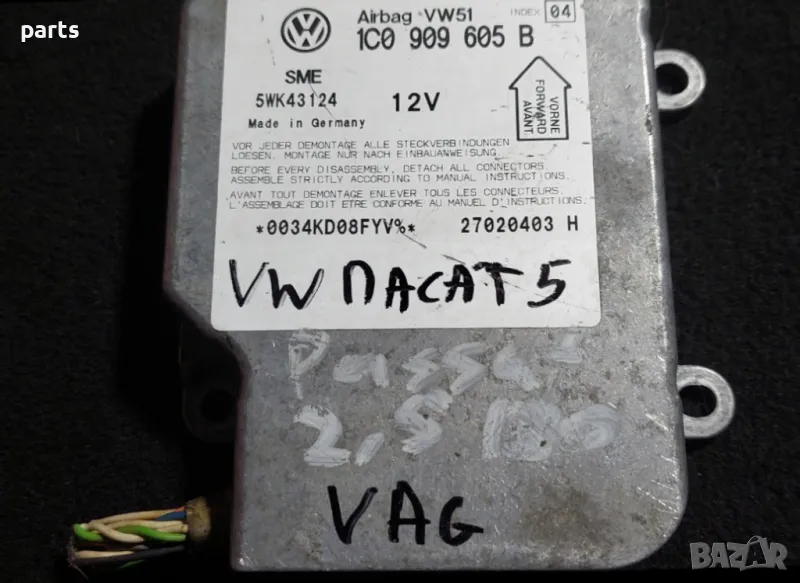 parts
Airbag VW51
INDEX 04
1C0 909 605 B
SME
5WK43124
12V
Made in Germany
VORNE
FORWARD
AVANT
VOR JEDER DEMONTAGE ALLE STECKVERBINDUNGEN
LOESEN. MONTAGE NUR NACH EINBAUANWEISUNG.
BEFORE EVERY DISASSEMBLY, DETACH ALL CONNECTORS
ASSEMBLE STRICTLY ACCORDING TO MANUAL INSTRUCTIONS.
AVANT TOUT DEMONTAGE ENLEVER TOUS LES CONNECTEURS.
L'ASSEMBLAGE DOIT ETRE CONFORME AU MANUEL D'INSTRUCTIONS.
*0034KD08FYV%* 27020403 H
VW ПАСАТ 5
Passat
2,5
VAG
BAZAR